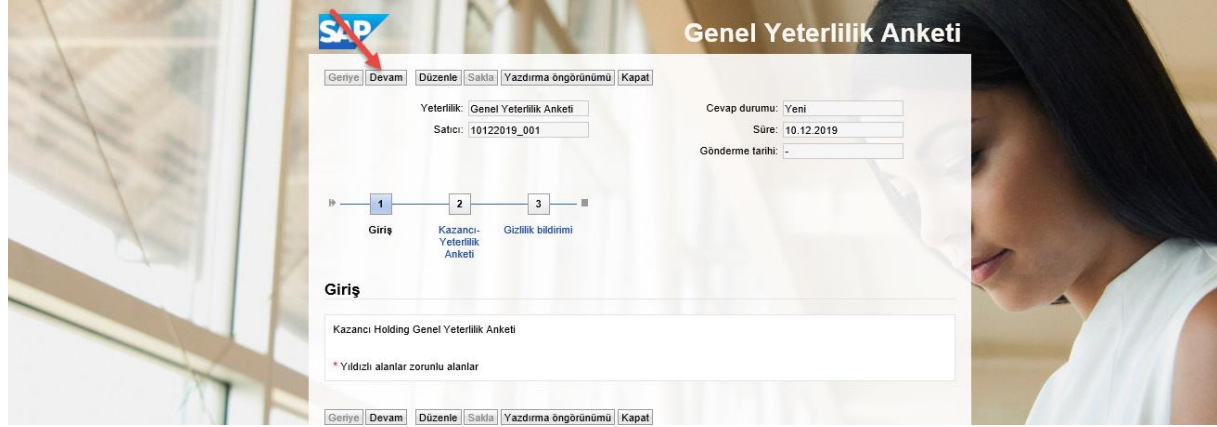 SAP
Genel Yeterlilik Anketi
Geriye Devam Düzenle Sakla Yazdırma öngörünümü Kapat
Yeterlilik: Genel Yeterlilik Anketi Cevap durumu: Yeni
Satıcı: 10122019_001 Süre: 10.12.2019
Gönderme tarihi: -
1 2 3
Giriş Kazancı- Gizlilik bildirimi
Yeterlilik
Anketi
Giriş
Kazancı Holding Genel Yeterlilik Anketi
* Yıldızlı alanlar zorunlu alanlar
Geriye Devam Düzenle Sakla Yazdırma öngörünümü Kapat